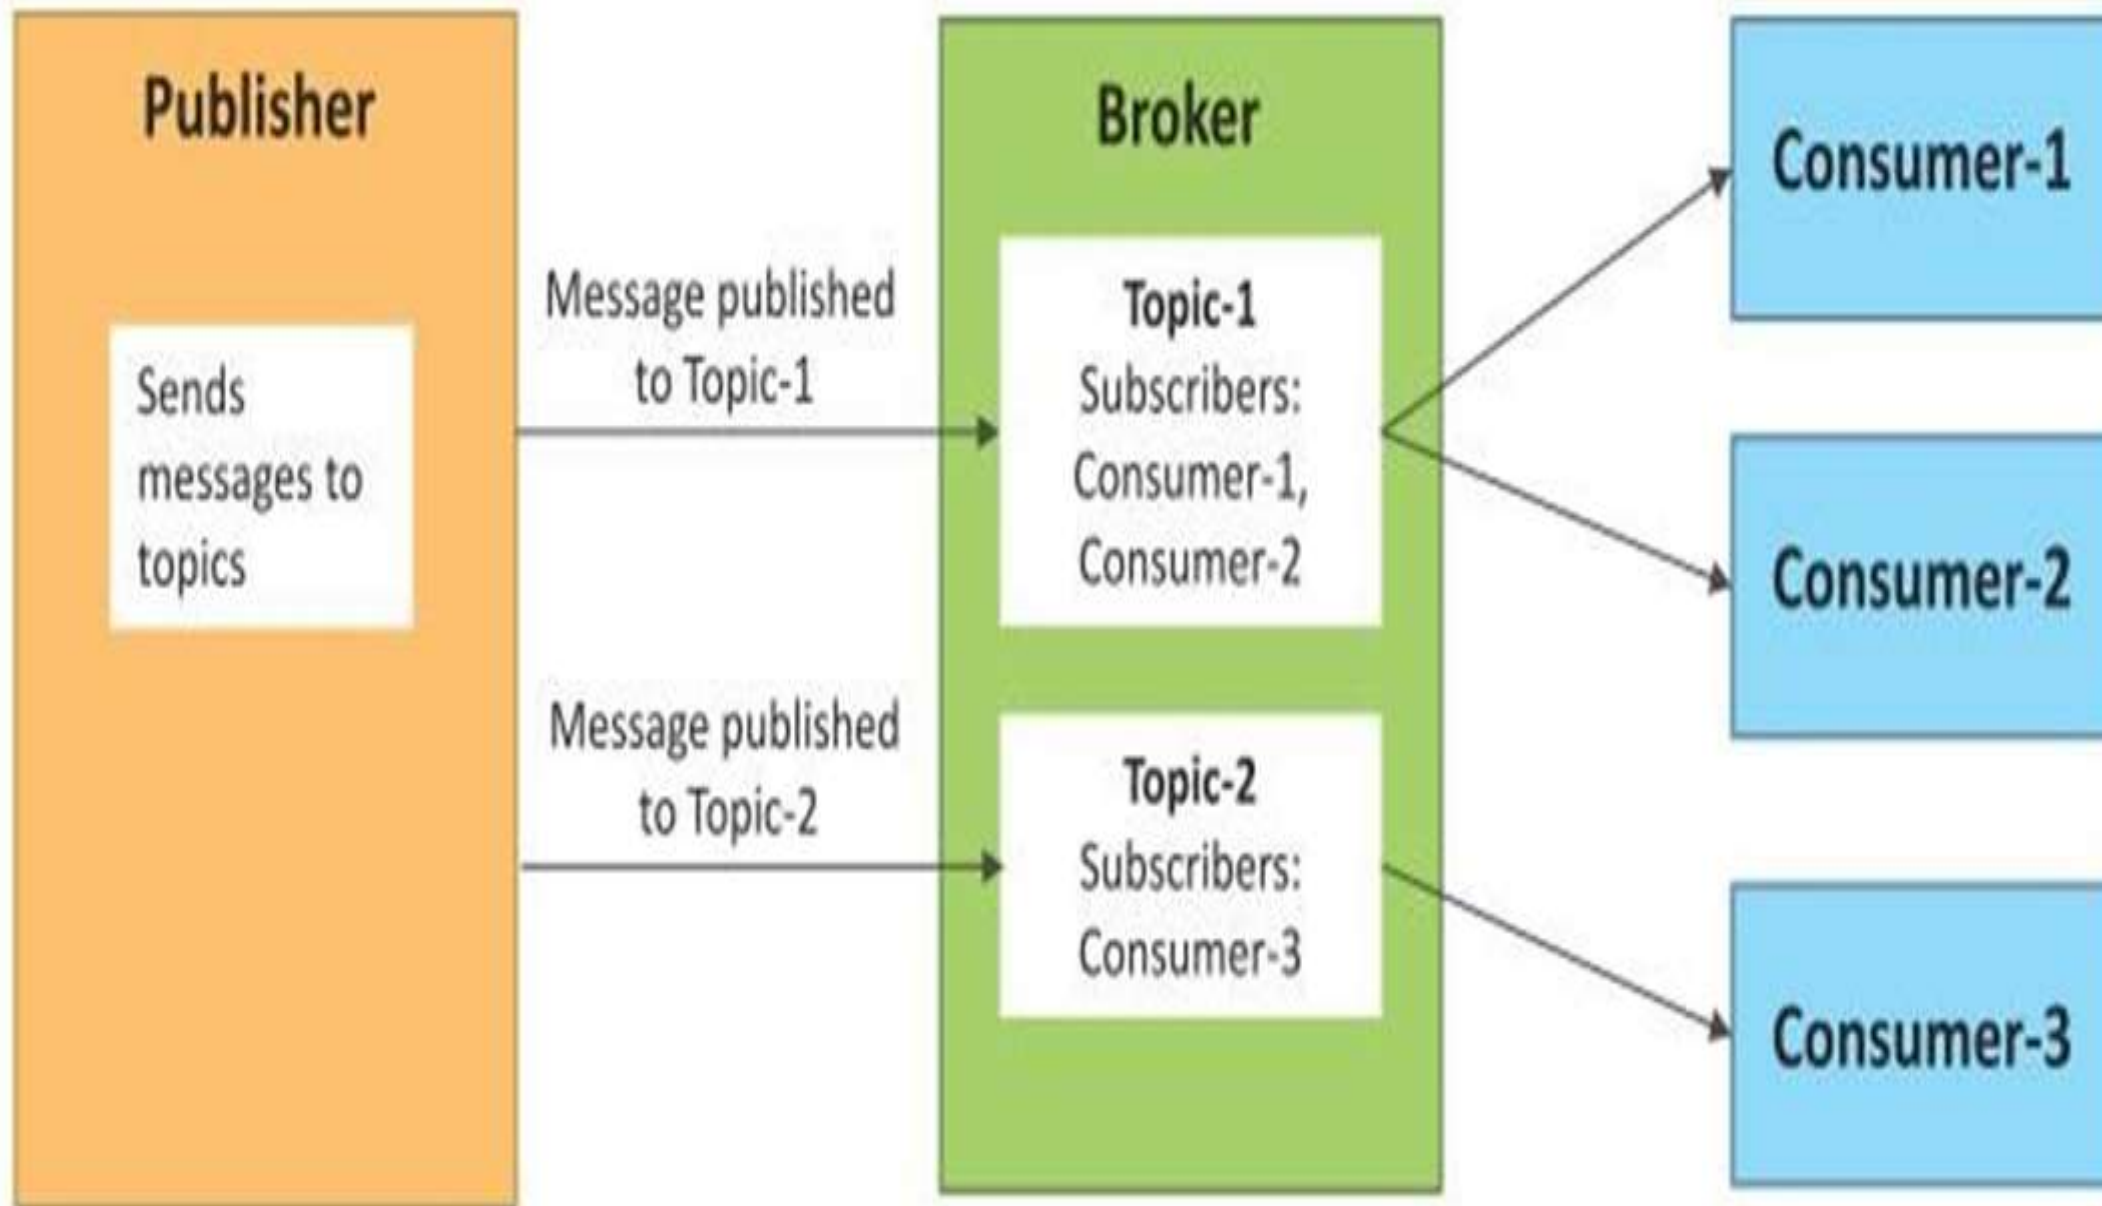 Publisher
Sends
messages to
topics
Message published
to Topic-1
Message published
to Topic-2
Broker
Topic-1
Subscribers:
Consumer-1,
Consumer-2
Topic-2
Subscribers:
Consumer-3
Consumer-1
Consumer-2
Consumer-3